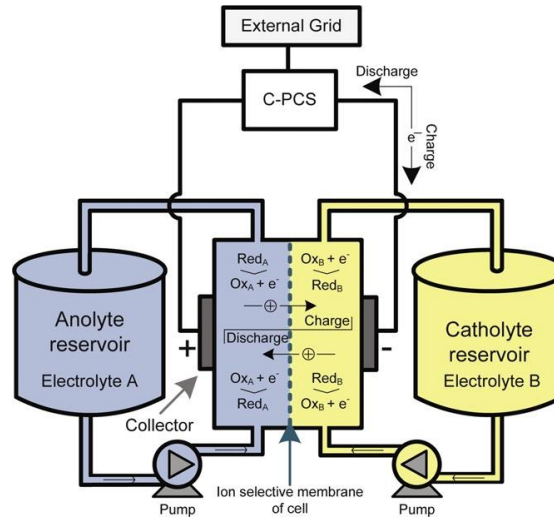 External Grid
C-PCS
Discharge
e⁻
Charge
Red_A
Ox_A + e⁻
Ox_B + e⁻
Red_B
⊕
Charge
Discharge
⊕
Ox_A + e⁻
Red_A
Red_B
Ox_B + e⁻
+
-
Anolyte
reservoir
Electrolyte A
Catholyte
reservoir
Electrolyte B
Collector
Pump
Ion selective membrane
of cell
Pump